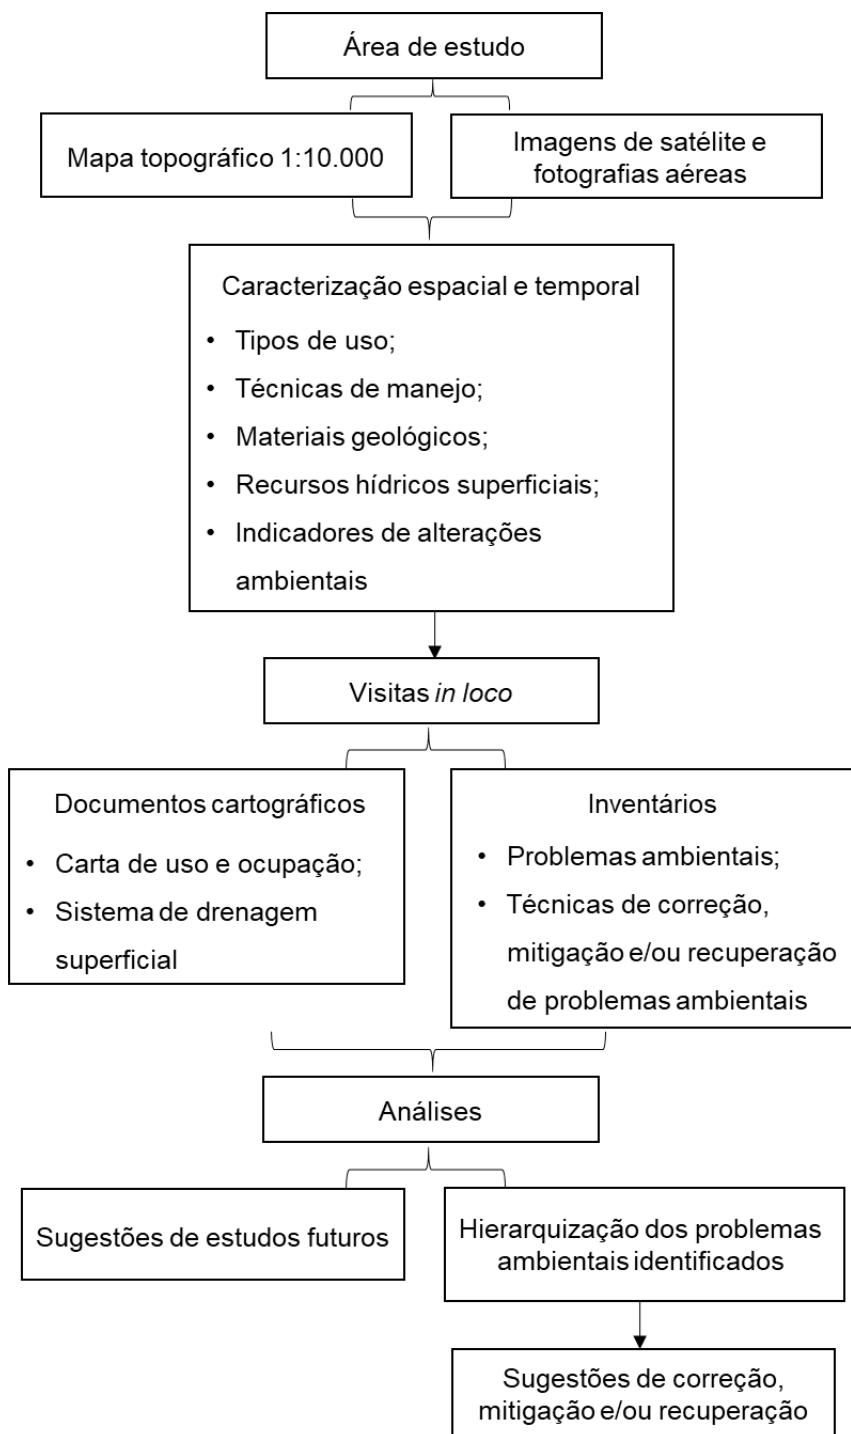 Área de estudo
Mapa topográfico 1:10.000
Imagens de satélite e
fotografias aéreas
Caracterização espacial e temporal
• Tipos de uso;
• Técnicas de manejo;
• Materiais geológicos;
• Recursos hídricos superficiais;
• Indicadores de alterações
ambientais
Visitas in loco
Documentos cartográficos
• Carta de uso e ocupação;
• Sistema de drenagem
superficial
Inventários
• Problemas ambientais;
• Técnicas de correção,
mitigação e/ou recuperação
de problemas ambientais
Análises
Sugestões de estudos futuros
Hierarquização dos problemas
ambientais identificados
Sugestões de correção,
mitigação e/ou recuperação